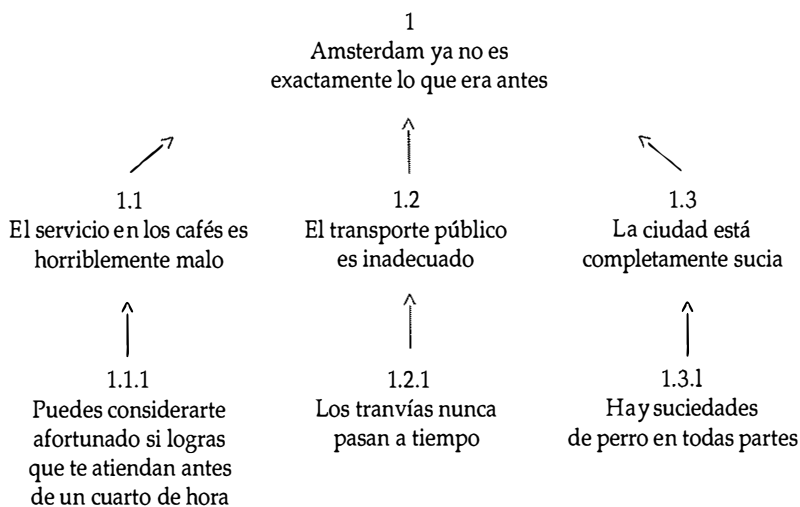 1
Amsterdam ya no es
exactamente lo que era antes
1.1
El servicio en los cafés es
horriblemente malo
1.2
El transporte público
es inadecuado
1.3
La ciudad está
completamente sucia
1.1.1
Puedes considerarte
afortunado si logras
que te atiendan antes
de un cuarto de hora
1.2.1
Los tranvías nunca
pasan a tiempo
1.3.1
Hay suciedades
de perro en todas partes